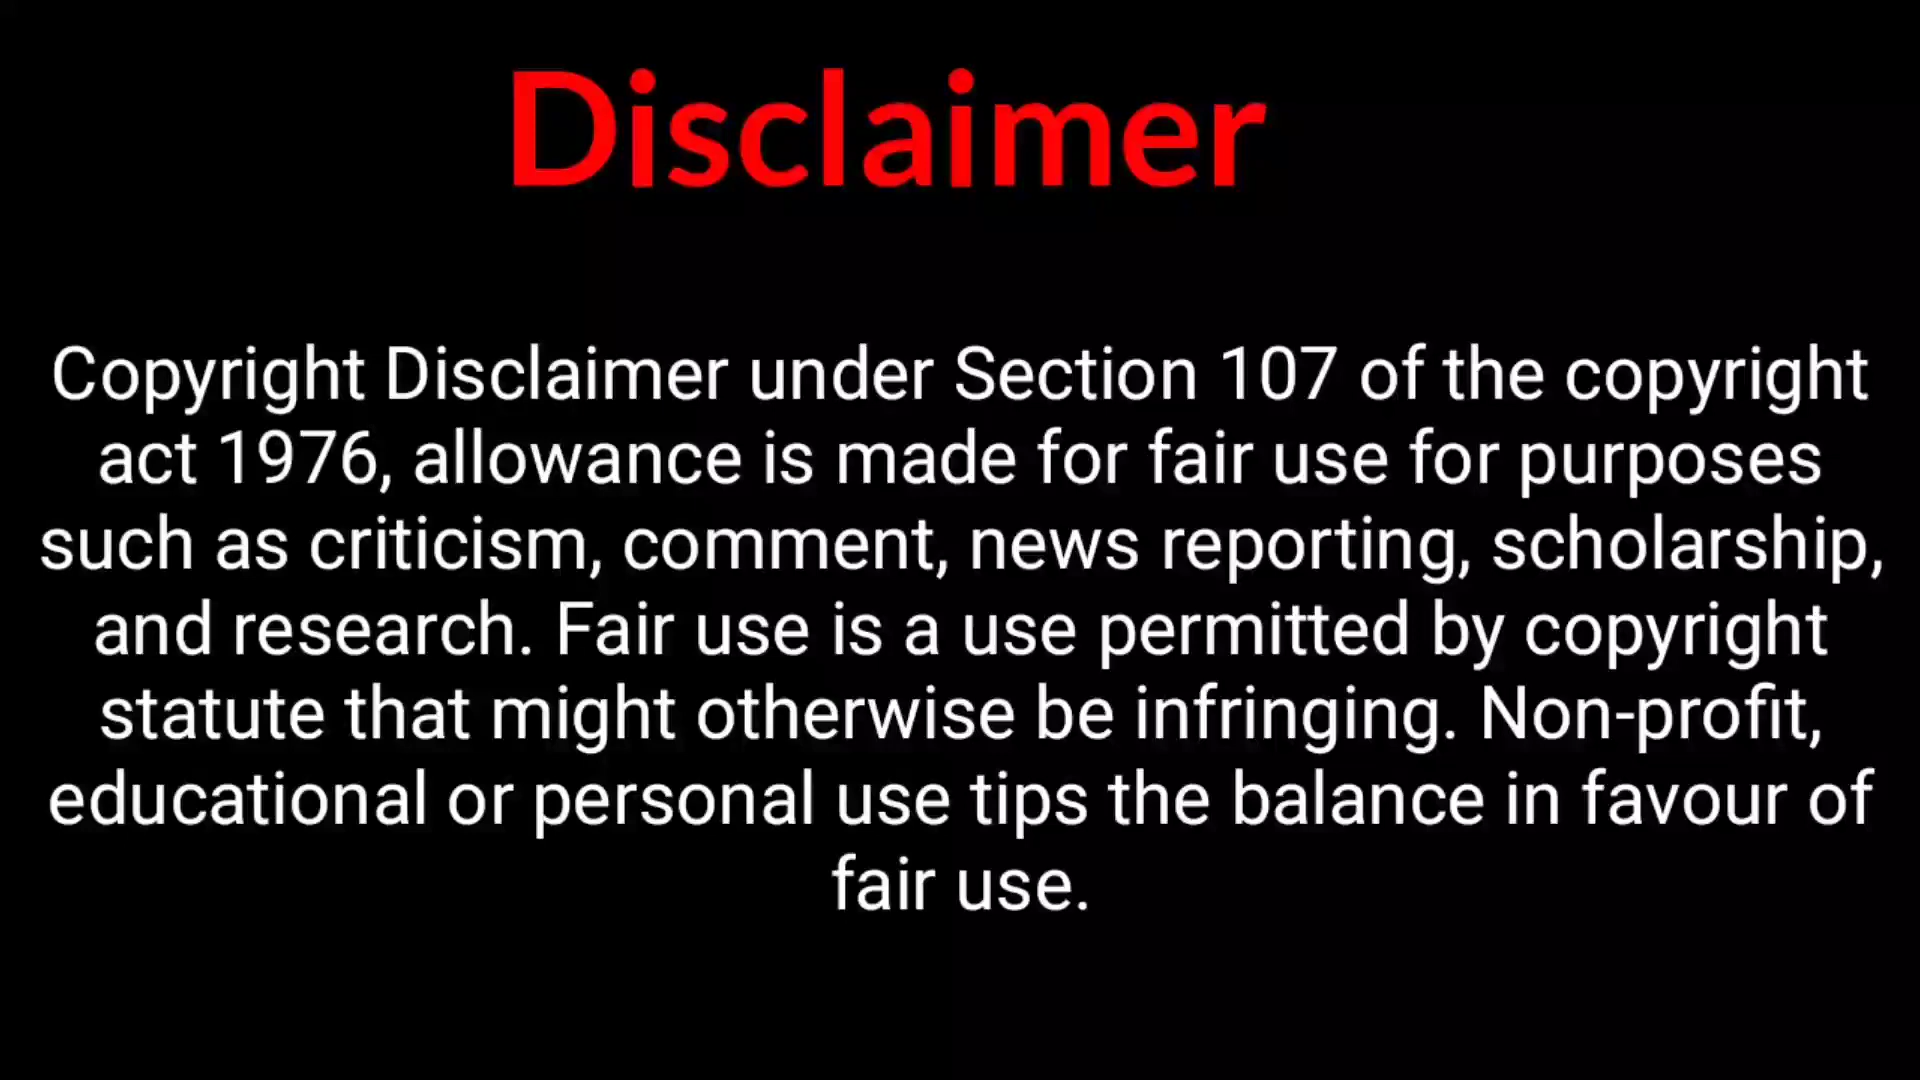 Disclaimer
Copyright Disclaimer under Section 107 of the copyright
act 1976, allowance is made for fair use for purposes
such as criticism, comment, news reporting, scholarship,
and research. Fair use is a use permitted by copyright
statute that might otherwise be infringing. Non-profit,
educational or personal use tips the balance in favour of
fair use.